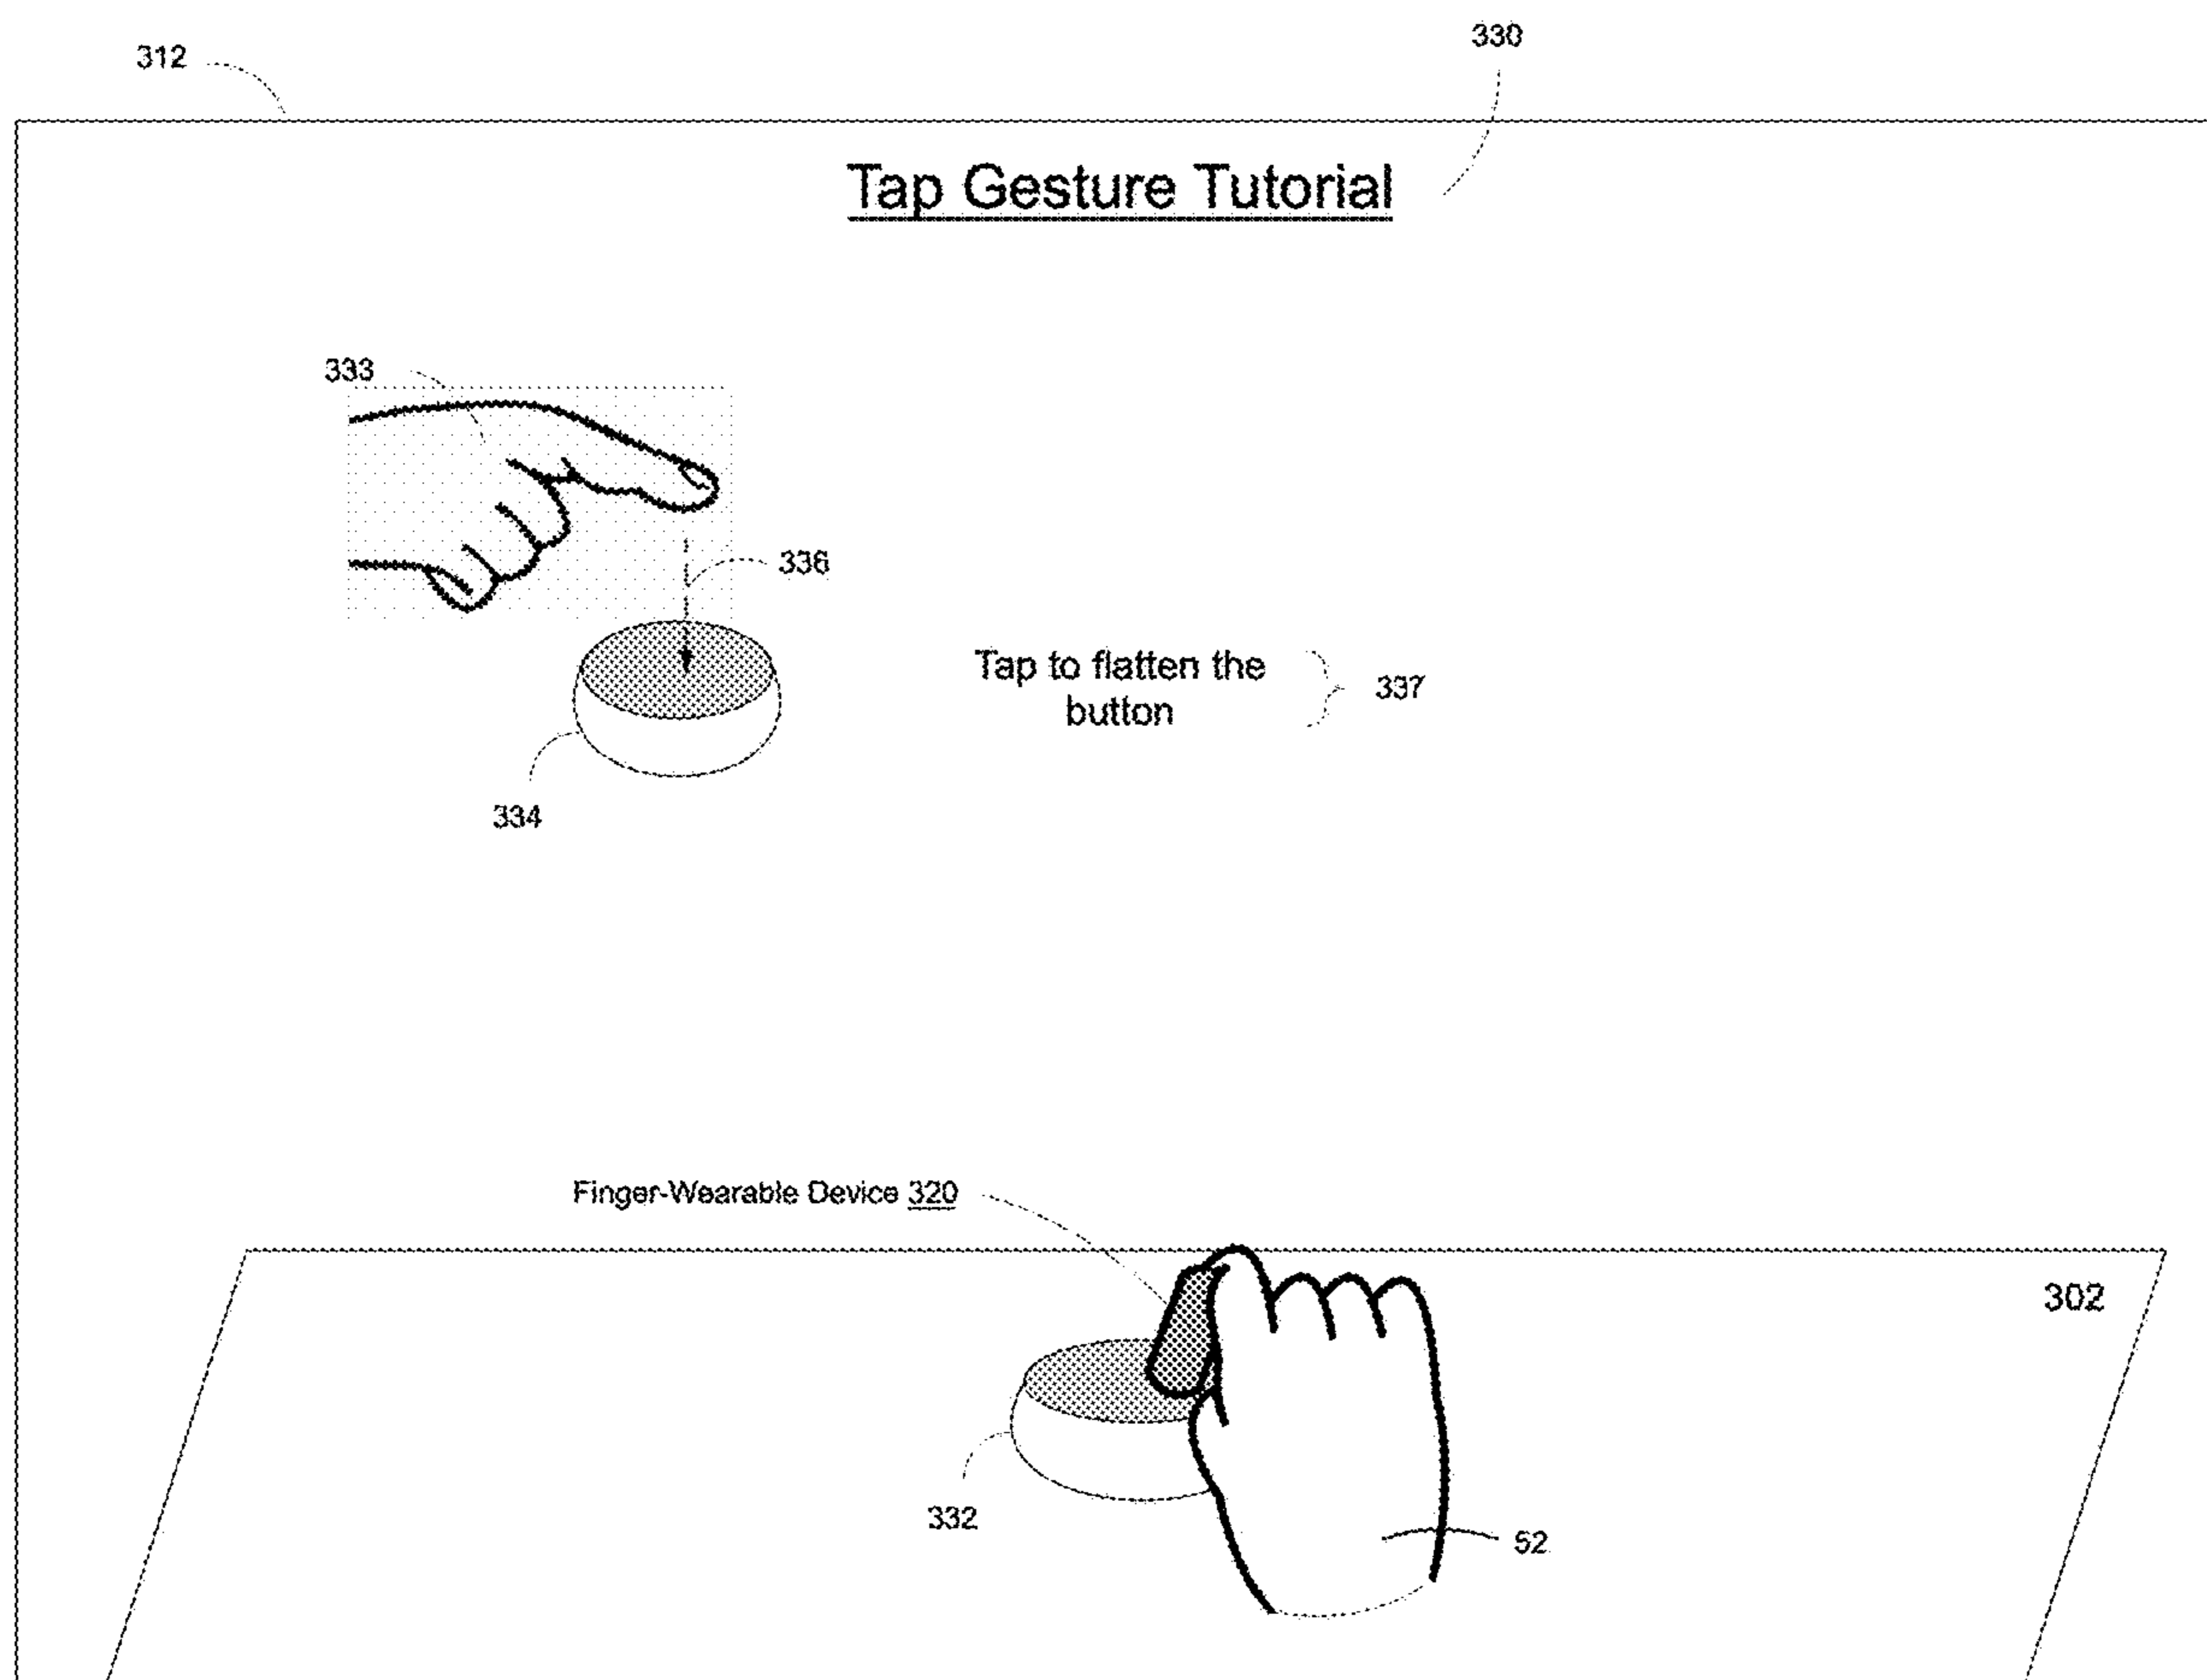 312
330
Tap Gesture Tutorial
333
336
Tap to flatten the
button
337
334
Finger-Wearable Device 320
302
332
52